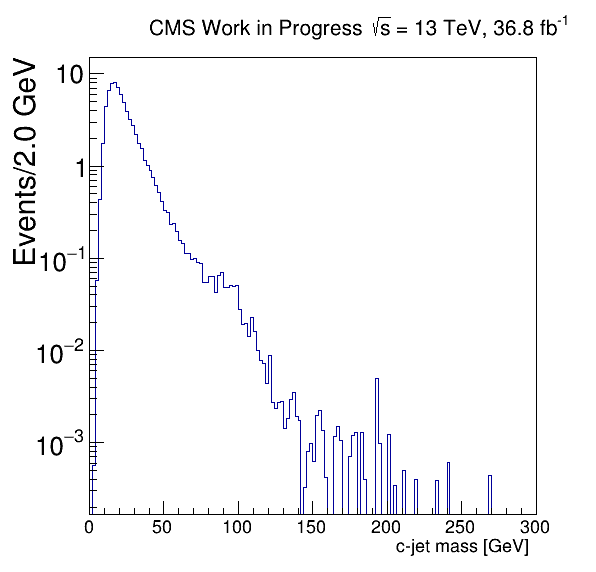 CMS Work in Progress √s = 13 TeV, 36.8 fb⁻¹
Events/2.0 GeV
10
1
10⁻¹
10⁻²
10⁻³
0 50 100 150 200 250 300
c-jet mass [GeV]